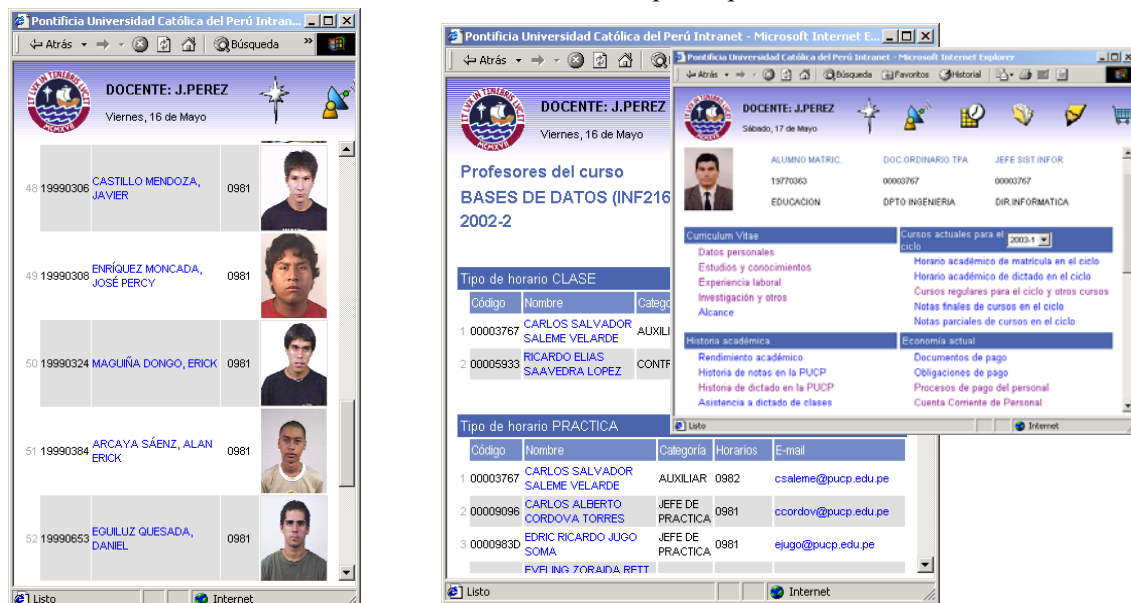 Pontificia Universidad Católica del Perú Intran...
Atrás Búsqueda »
DOCENTE: J.PEREZ
Viernes, 16 de Mayo
48 19990306 CASTILLO MENDOZA, JAVIER 0981
49 19990308 ENRÍQUEZ MONCADA, JOSÉ PERCY 0981
50 19990324 MAGUIÑA DONGO, ERICK 0981
51 19990384 ARCAYA SÁENZ, ALAN ERICK 0981
52 19990653 EGUILUZ QUESADA, DANIEL 0981
Listo Internet
Pontificia Universidad Católica del Perú Intranet - Microsoft Internet E...
Atrás
DOCENTE: J.PEREZ
Viernes, 16 de Mayo
Profesores del curso
BASES DE DATOS (INF216
2002-2
Tipo de horario CLASE
Código Nombre Catego
1 00003767 CARLOS SALVADOR SALEME VELARDE AUXILI
2 00005933 RICARDO ELIAS SAAVEDRA LOPEZ CONTR
Tipo de horario PRACTICA
Código Nombre Categoría Horarios E-mail
1 00003767 CARLOS SALVADOR SALEME VELARDE AUXILIAR 0982 csaleme@pucp.edu.pe
2 00009096 CARLOS ALBERTO CORDOVA TORRES JEFE DE PRACTICA 0981 ccordov@pucp.edu.pe
3 0000983D EDRIC RICARDO JUGO SOMA JEFE DE PRACTICA 0981 ejugo@pucp.edu.pe
EVELING ZORAIDA
Listo Internet
Pontificia Universidad Católica del Perú Intranet - Microsoft Internet Explorer
Atrás Búsqueda Favoritos Historial
DOCENTE: J.PEREZ
Sábado, 17 de Mayo
ALUMNO MATRIC. DOC.ORDINARIO TPA JEFE SIST.INFOR
19770363 00003767 00003767
EDUCACION DPTO INGENIERIA DIR.INFORMATICA
Curriculum Vitae
Datos personales
Estudios y conocimientos
Experiencia laboral
Investigación y otros
Alcance
Cursos actuales para el ciclo 2003-1
Horario académico de matrícula en el ciclo
Horario académico de dictado en el ciclo
Cursos regulares para el ciclo y otros cursos
Notas finales de cursos en el ciclo
Notas parciales de cursos en el ciclo
Historia académica
Rendimiento académico
Historia de notas en la PUCP
Historia de dictado en la PUCP
Asistencia a dictado de clases
Economía actual
Documentos de pago
Obligaciones de pago
Procesos de pago del personal
Cuenta Corriente de Personal
Listo Internet